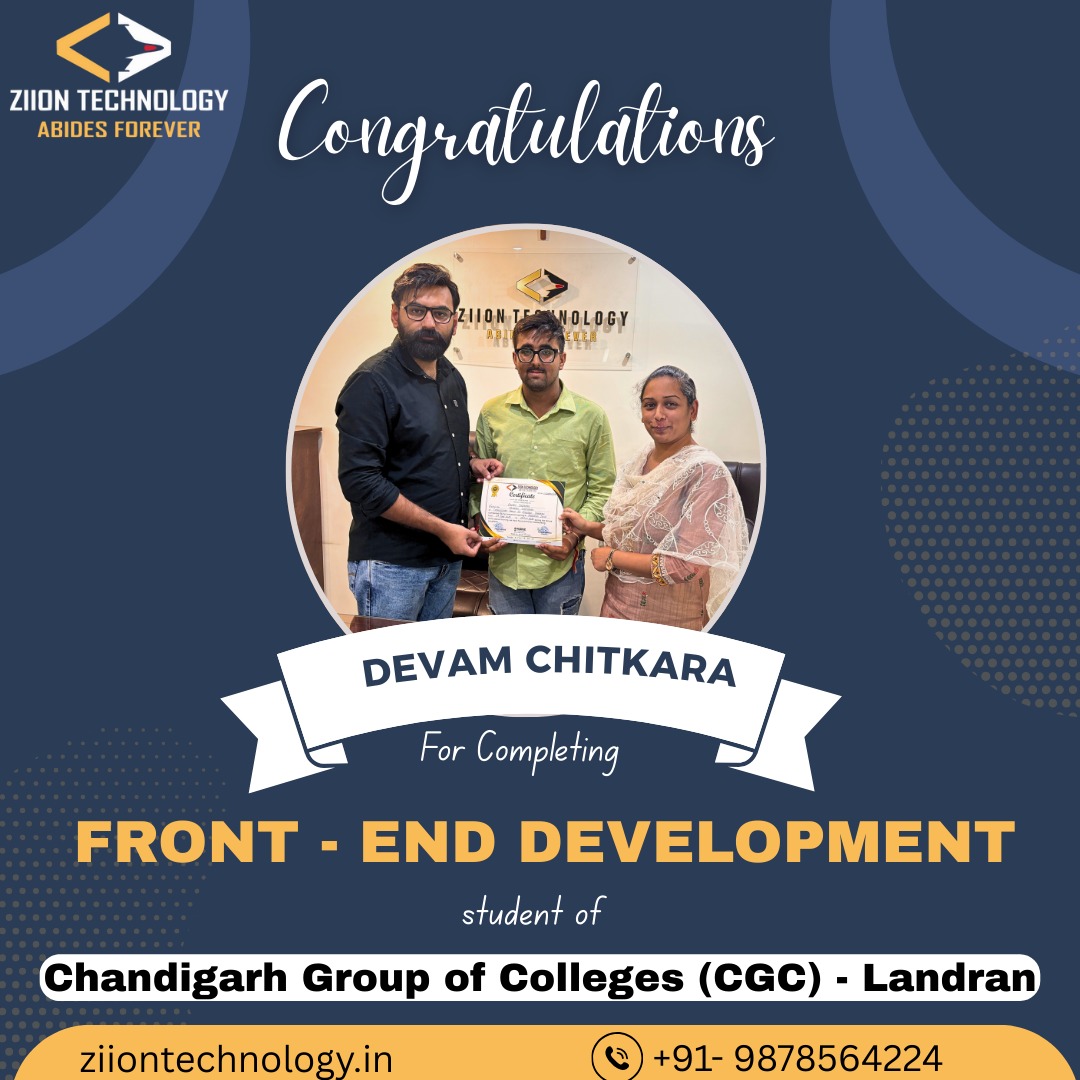 ZIION TECHNOLOGY
ABIDES FOREVER
Congratulations
ZIION TECHNOLOGY
Certificate
DEVAM CHITKARA
For Completing
FRONT - END DEVELOPMENT
student of
Chandigarh Group of Colleges (CGC) - Landran
ziiontechnology.in
+91- 9878564224